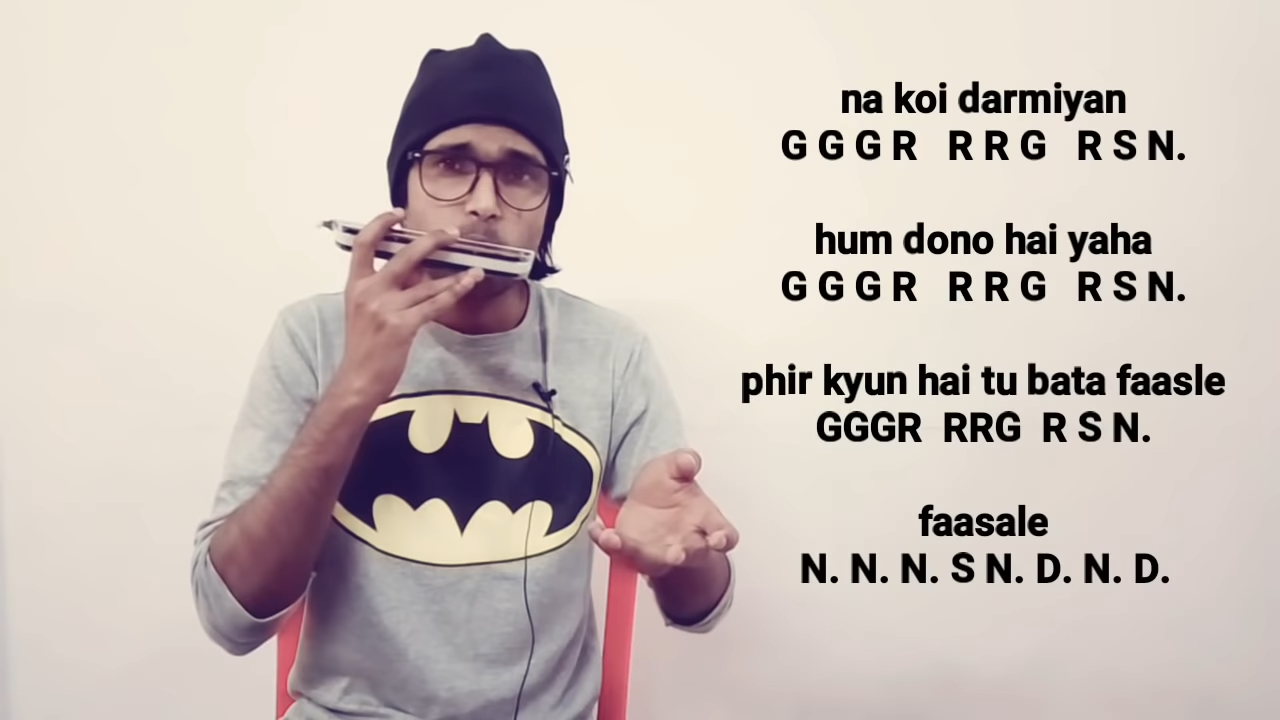 na koi darmiyan
G G G R R R G R S N.
hum dono hai yaha
G G G R R R G R S N.
phir kyun hai tu bata faasle
GGGR RRG R S N.
faasale
N. N. N. S N. D. N. D.